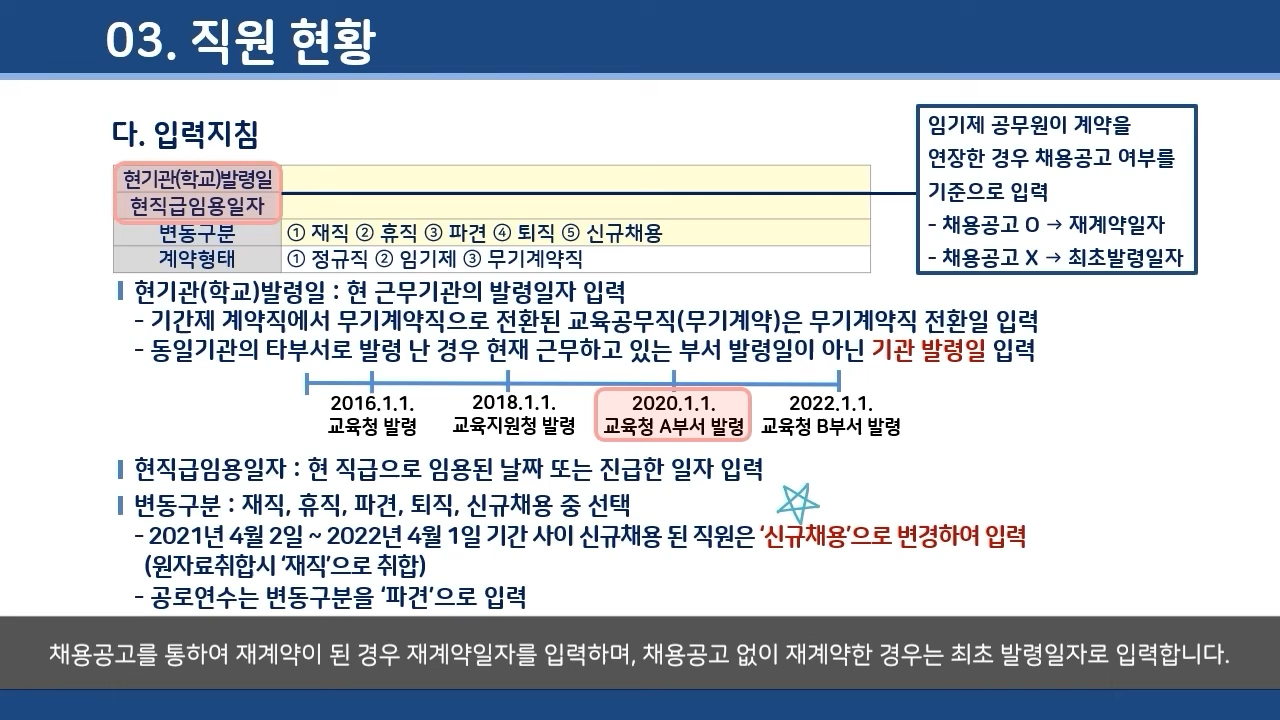 03. 직원 현황
다. 입력지침
현기관(학교)발령일
현직급임용일자
변동구분 ① 재직 ② 휴직 ③ 파견 ④ 퇴직 ⑤ 신규채용
계약형태 ① 정규직 ② 임기제 ③ 무기계약직
임기제 공무원이 계약을
연장한 경우 채용공고 여부를
기준으로 입력
- 채용공고 O → 재계약일자
- 채용공고 X → 최초발령일자
현기관(학교)발령일 : 현 근무기관의 발령일자 입력
- 기간제 계약직에서 무기계약직으로 전환된 교육공무직(무기계약)은 무기계약직 전환일 입력
- 동일기관의 타부서로 발령 난 경우 현재 근무하고 있는 부서 발령일이 아닌 기관 발령일 입력
2016.1.1. 2018.1.1. 2020.1.1. 2022.1.1.
교육청 발령 교육지원청 발령 교육청 A부서 발령 교육청 B부서 발령
현직급임용일자 : 현 직급으로 임용된 날짜 또는 진급한 일자 입력
변동구분 : 재직, 휴직, 파견, 퇴직, 신규채용 중 선택
- 2021년 4월 2일 ~ 2022년 4월 1일 기간 사이 신규채용 된 직원은 ‘신규채용’으로 변경하여 입력
(원자료취합시 ‘재직’으로 취합)
- 공로연수는 변동구분을 ‘파견’으로 입력
채용공고를 통하여 재계약이 된 경우 재계약일자를 입력하며, 채용공고 없이 재계약한 경우는 최초 발령일자로 입력합니다.